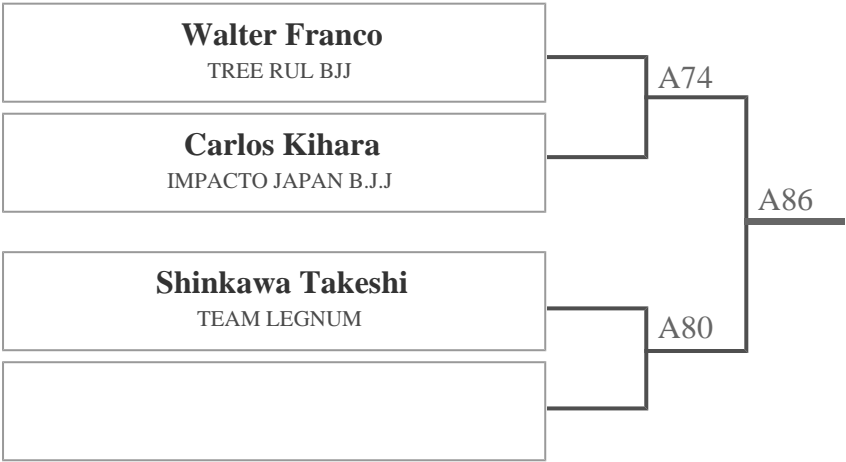 Walter Franco
TREE RUL BJJ
A74
Carlos Kihara
IMPACTO JAPAN B.J.J
A86
Shinkawa Takeshi
TEAM LEGNUM
A80